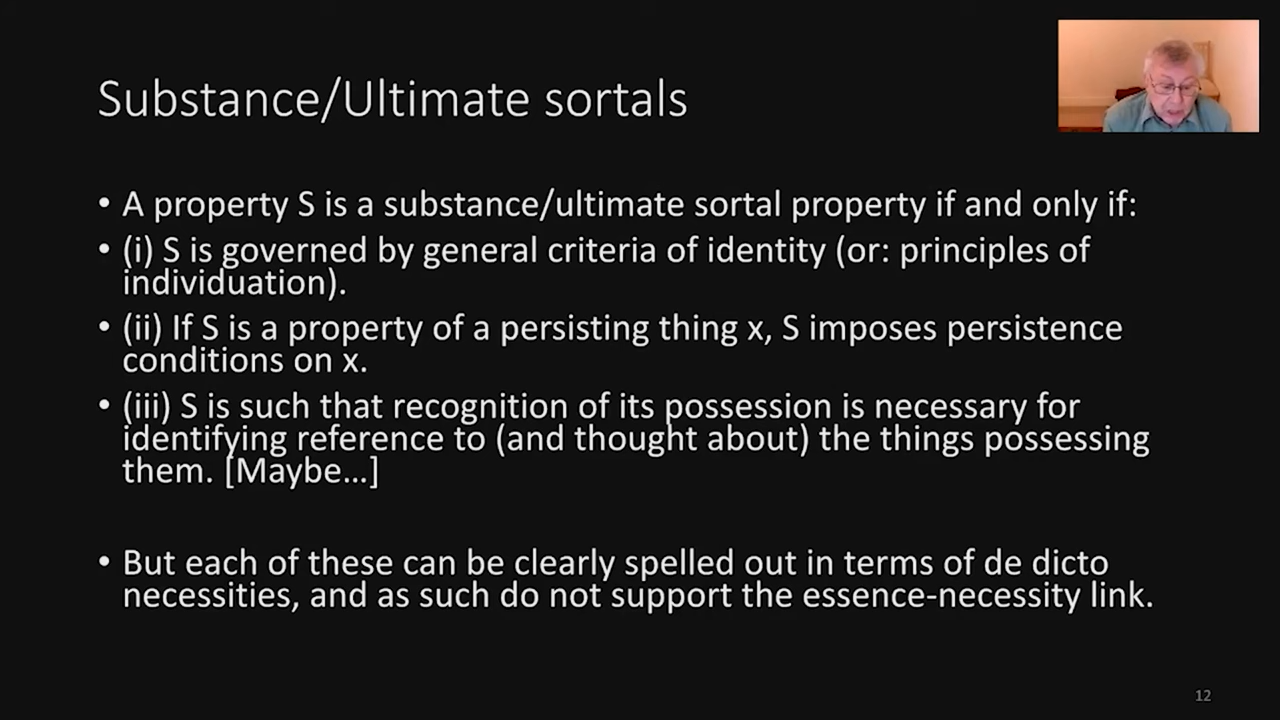 Substance/Ultimate sortals
• A property S is a substance/ultimate sortal property if and only if:
• (i) S is governed by general criteria of identity (or: principles of
individuation).
• (ii) If S is a property of a persisting thing x, S imposes persistence
conditions on x.
• (iii) S is such that recognition of its possession is necessary for
identifying reference to (and thought about) the things possessing
them. [Maybe…]
• But each of these can be clearly spelled out in terms of de dicto
necessities, and as such do not support the essence-necessity link.
12